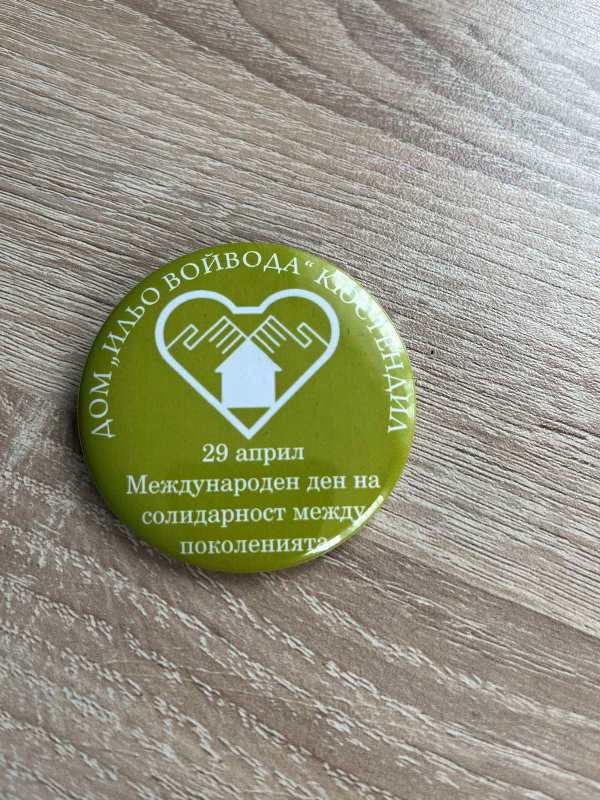 ДОМ „ИЛЬО ВОЙВОДА“ КЮСТЕНДИЛ
29 април
Международен ден на
солидарност между
поколенията